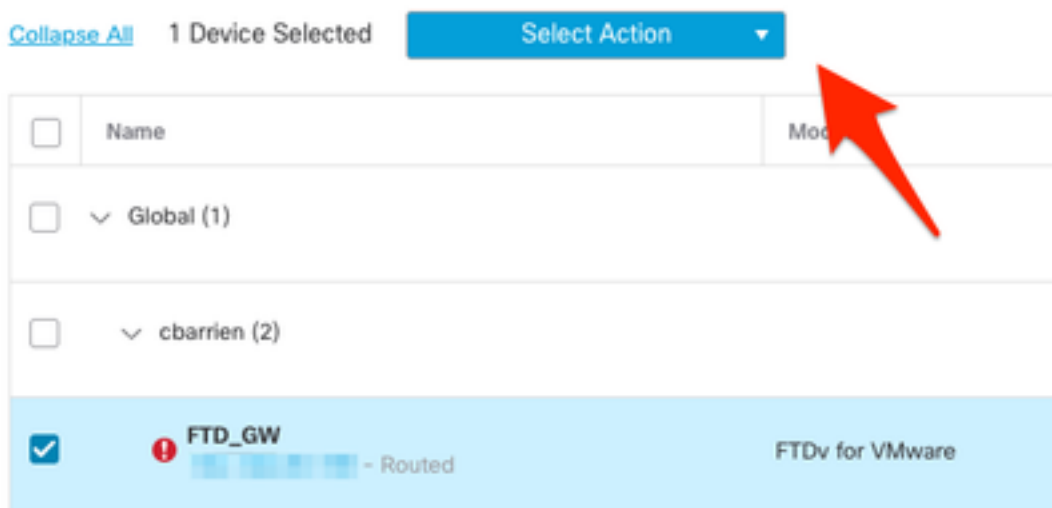 Collapse All 1 Device Selected Select Action
Name
Global (1)
cbarrien (2)
FTD_GW
- Routed
FTDv for VMware